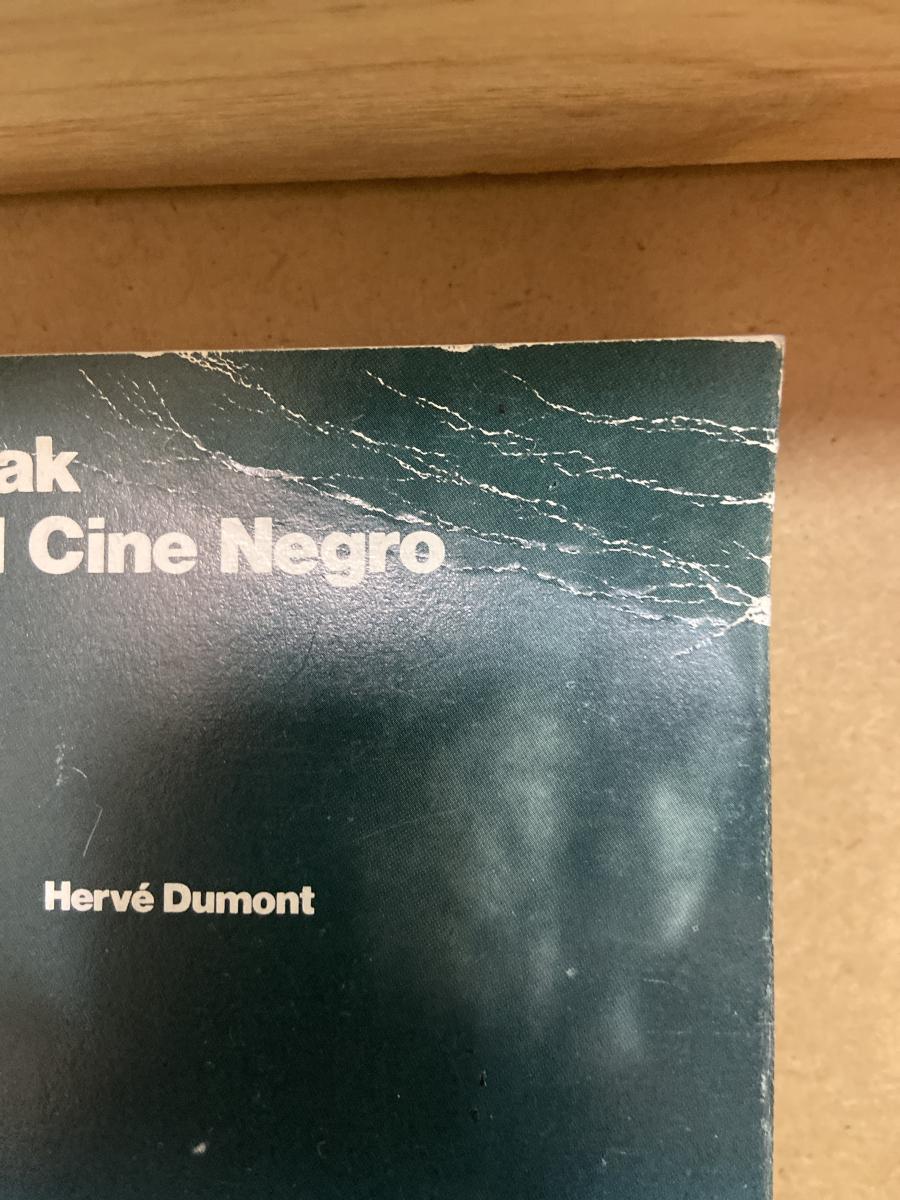 ak
l Cine Negro
Hervé Dumont